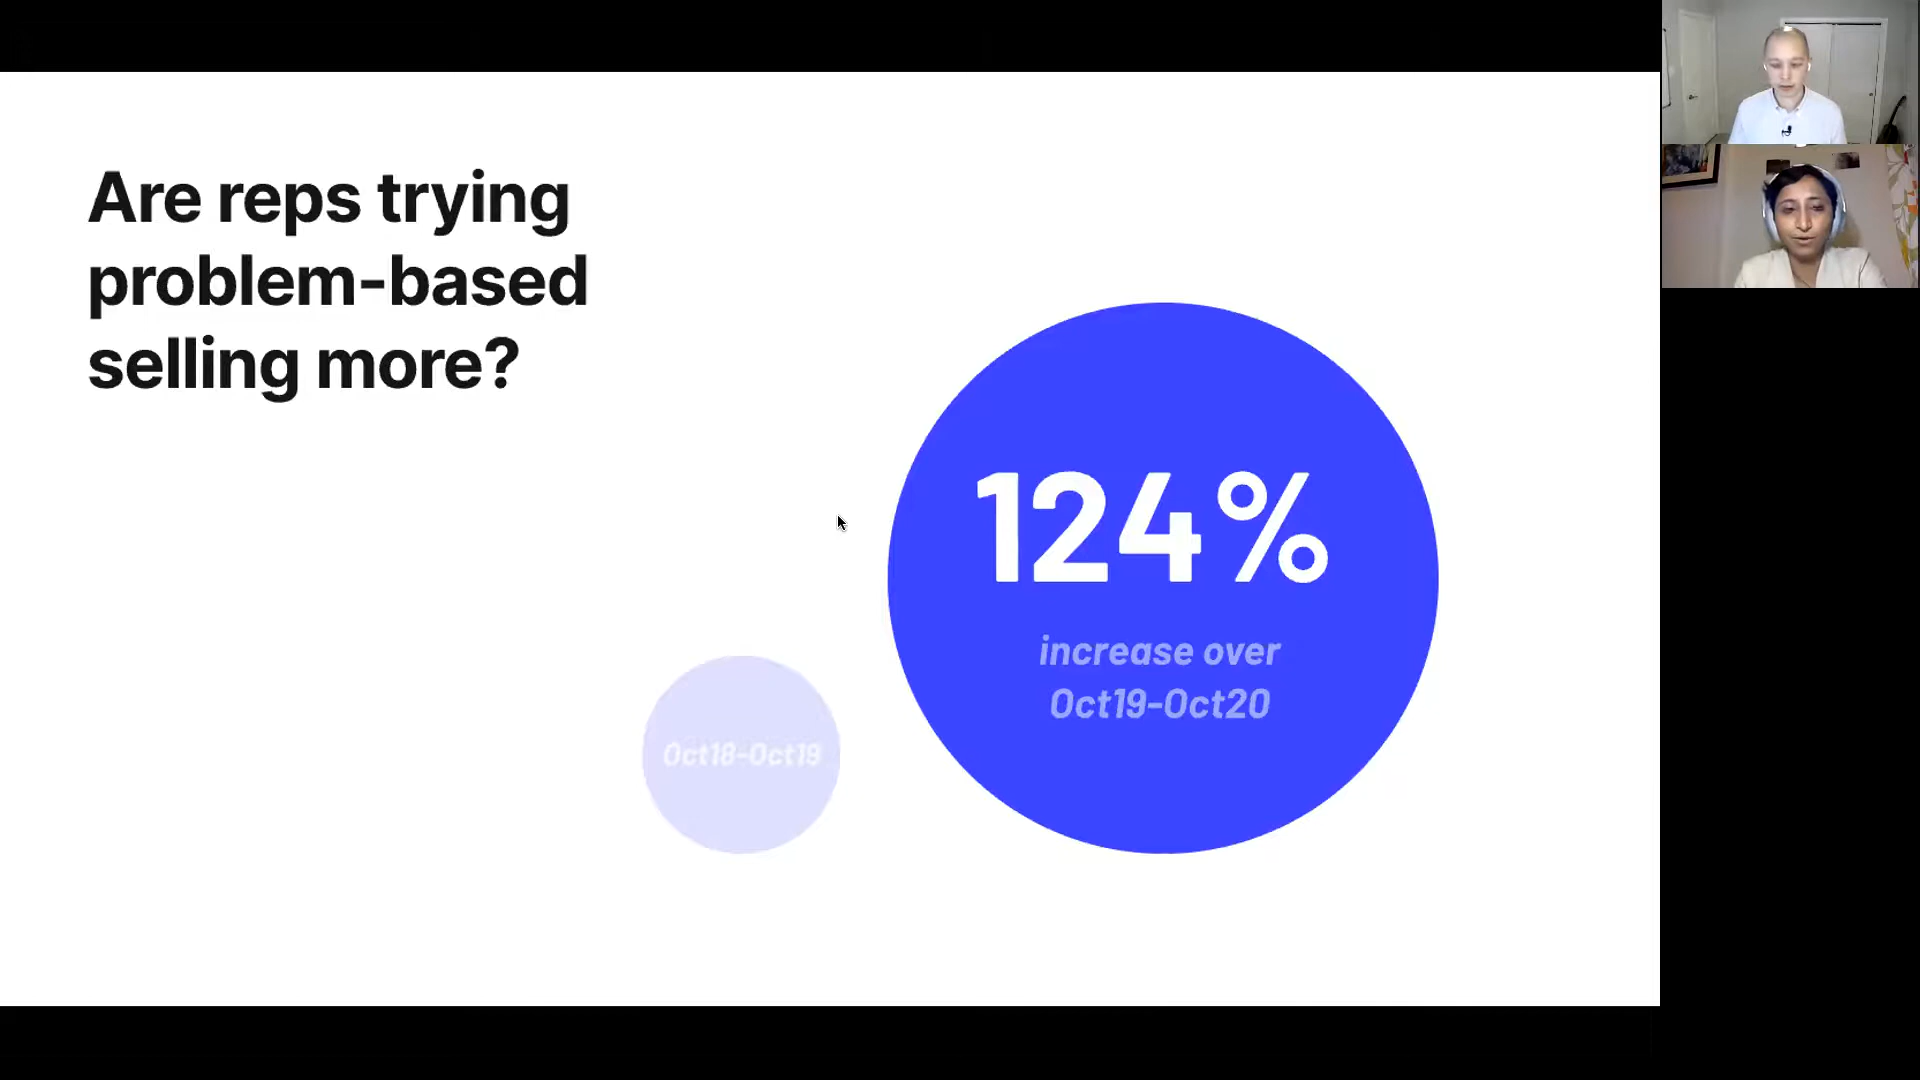 Are reps trying
problem-based
selling more?
124%
increase over
Oct19-Oct20
Oct18-Oct19